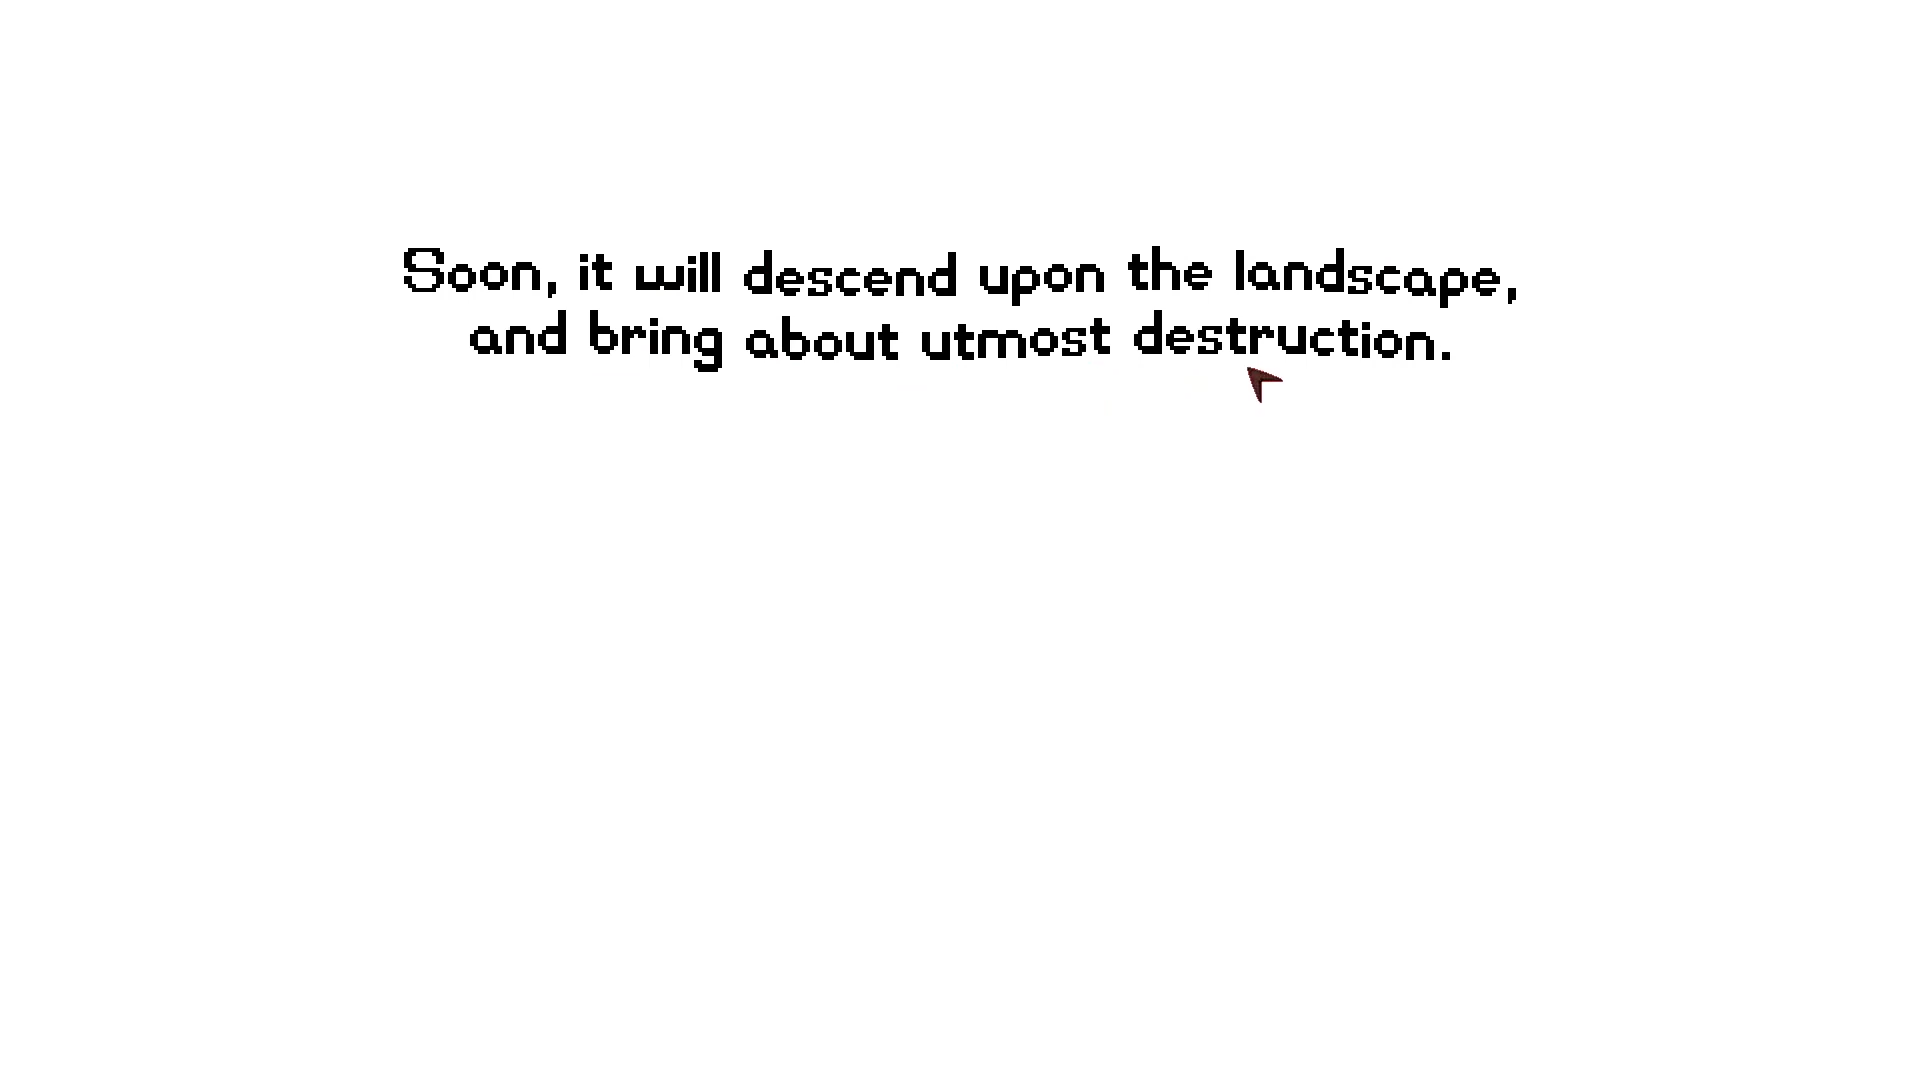 Soon, it will descend upon the landscape,
and bring about utmost destruction.